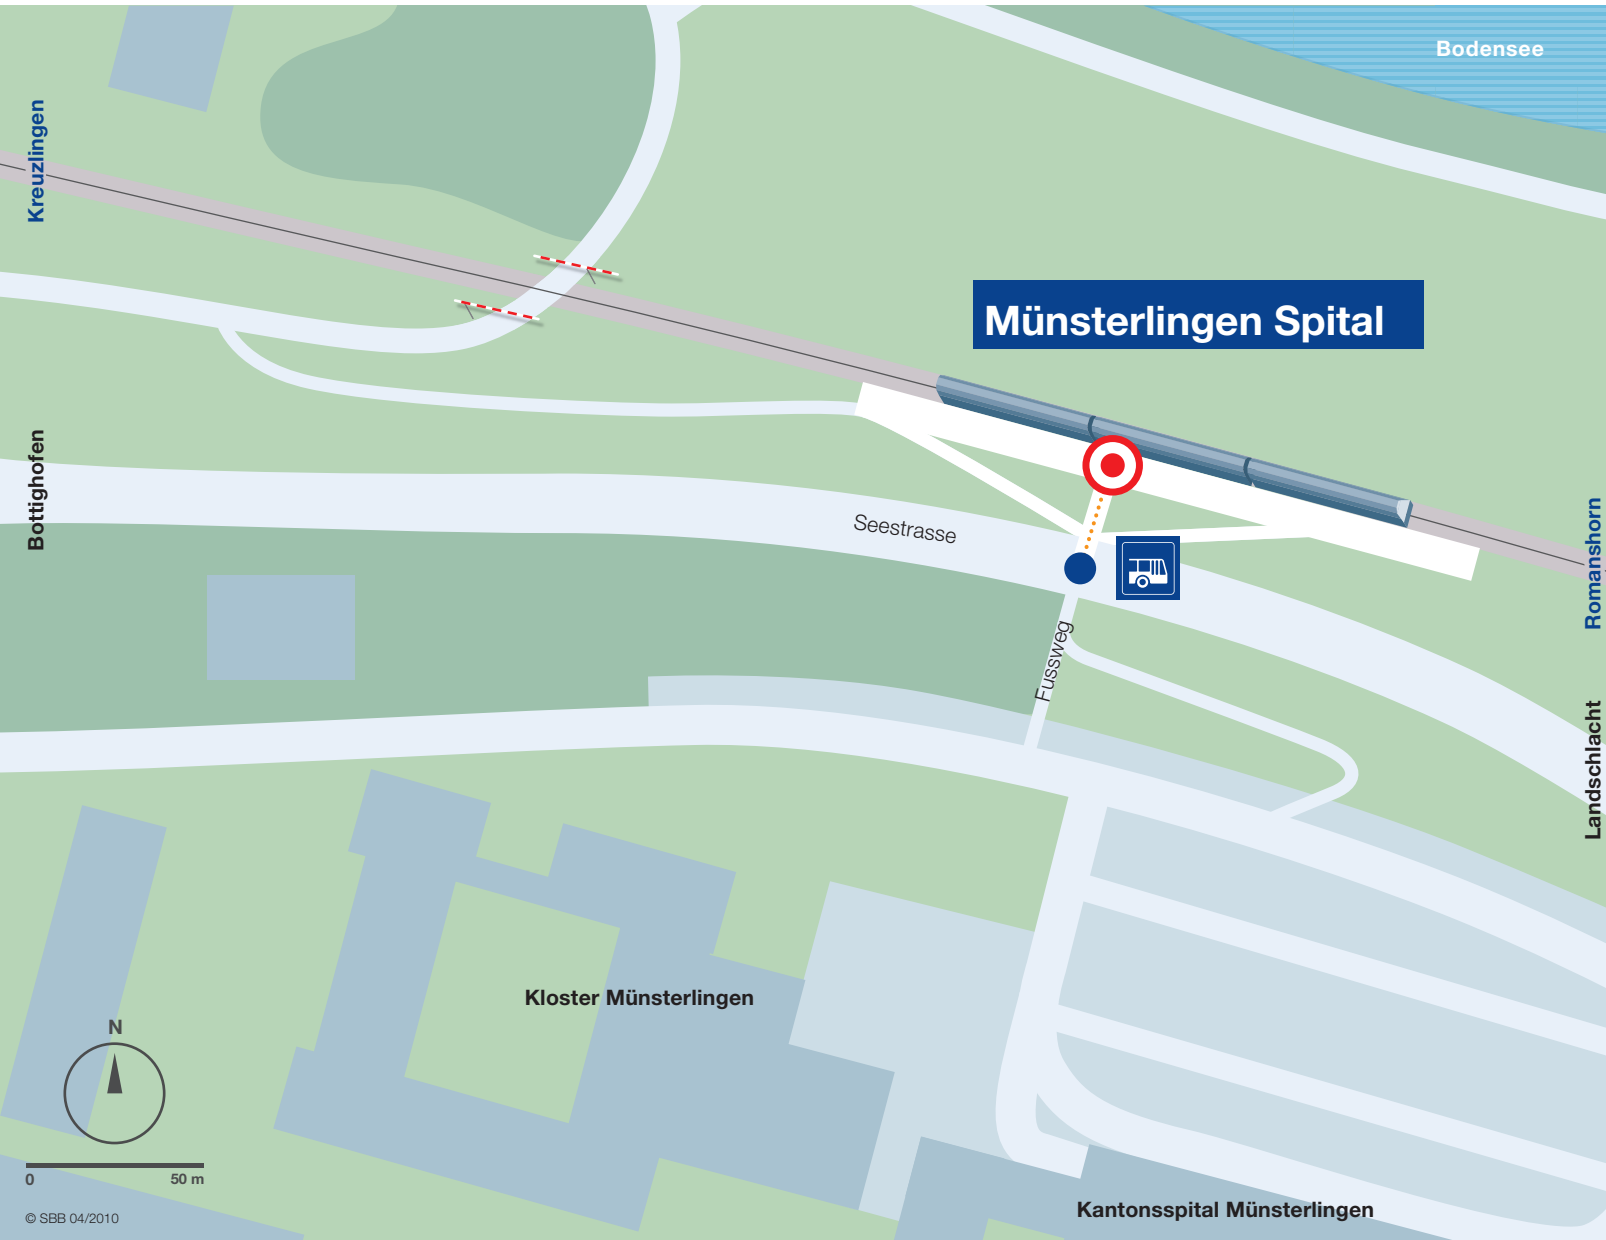 Bodensee
Kreuzlingen
Münsterlingen Spital
Bottighofen
Seestrasse
Romanshorn
Fussweg
Landschlacht
Kloster Münsterlingen
N
0 50 m
Kantonsspital Münsterlingen
© SBB 04/2010